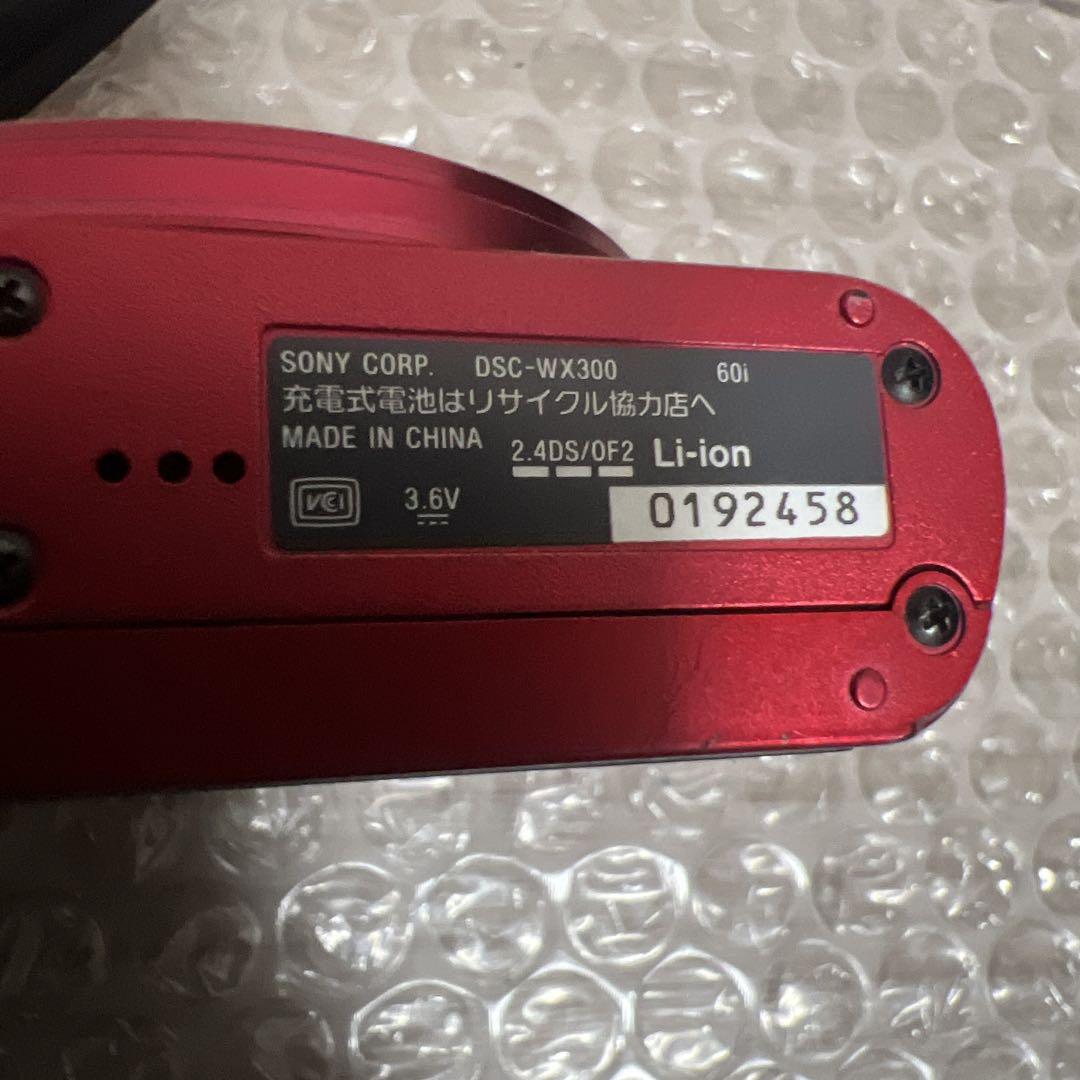 SONY CORP. DSC-WX300 60i
充電式電池はリサイクル協力店へ
MADE IN CHINA 2.4DS/0F2 Li-ion
VCI 3.6V 0192458